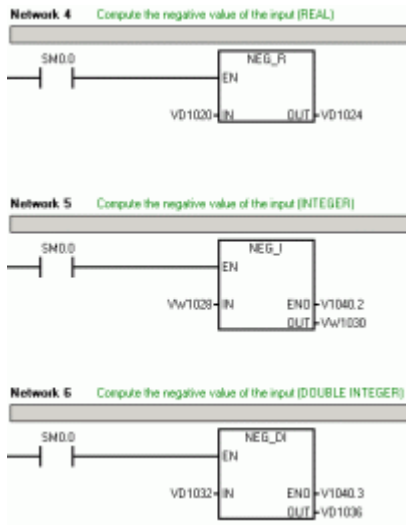 Network 4 Compute the negative value of the input (REAL)
SM0.0
NEG_R
EN
VD1020 IN OUT VD1024
Network 5 Compute the negative value of the input (INTEGER)
SM0.0
NEG_I
EN
VW1028 IN ENO V1040.2
OUT VW1030
Network 6 Compute the negative value of the input (DOUBLE INTEGER)
SM0.0
NEG_DI
EN
VD1032 IN ENO V1040.3
OUT VD1036